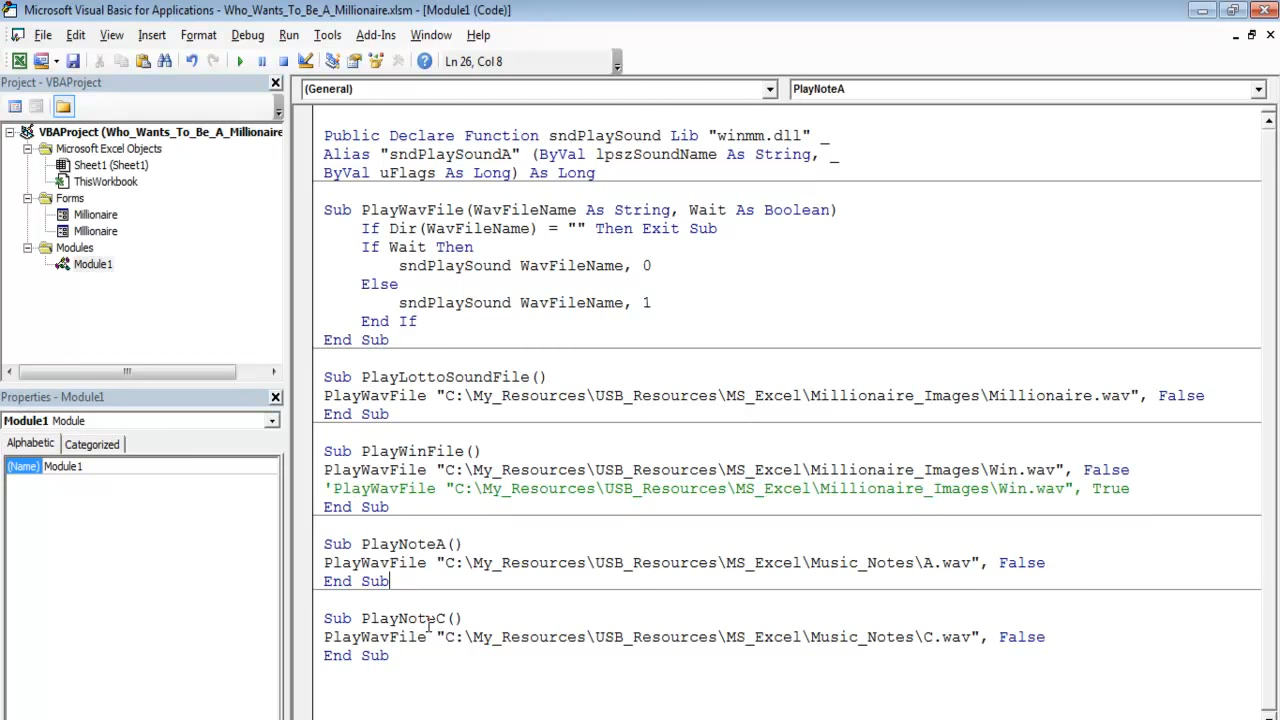 Microsoft Visual Basic for Applications - Who_Wants_To_Be_A_Millionaire.xlsm - [Module1 (Code)]
File Edit View Insert Format Debug Run Tools Add-Ins Window Help
Ln 26, Col 8
Project - VBAProject
VBAProject (Who_Wants_To_Be_A_Millionaire
Microsoft Excel Objects
Sheet1 (Sheet1)
ThisWorkbook
Forms
Millionaire
MIllionaire
Modules
Module1
Properties - Module1
Module1 Module
Alphabetic Categorized
(Name) Module1
(General) PlayNoteA
Public Declare Function sndPlaySound Lib "winmm.dll" _
Alias "sndPlaySoundA" (ByVal lpszSoundName As String, _
ByVal uFlags As Long) As Long
Sub PlayWavFile(WavFileName As String, Wait As Boolean)
If Dir(WavFileName) = "" Then Exit Sub
If Wait Then
sndPlaySound WavFileName, 0
Else
sndPlaySound WavFileName, 1
End If
End Sub
Sub PlayLottoSoundFile()
PlayWavFile "C:\My_Resources\USB_Resources\MS_Excel\Millionaire_Images\Millionaire.wav", False
End Sub
Sub PlayWinFile()
PlayWavFile "C:\My_Resources\USB_Resources\MS_Excel\Millionaire_Images\Win.wav", False
'PlayWavFile "C:\My_Resources\USB_Resources\MS_Excel\Millionaire_Images\Win.wav", True
End Sub
Sub PlayNoteA()
PlayWavFile "C:\My_Resources\USB_Resources\MS_Excel\Music_Notes\A.wav", False
End Sub
Sub PlayNoteC()
PlayWavFile "C:\My_Resources\USB_Resources\MS_Excel\Music_Notes\C.wav", False
End Sub